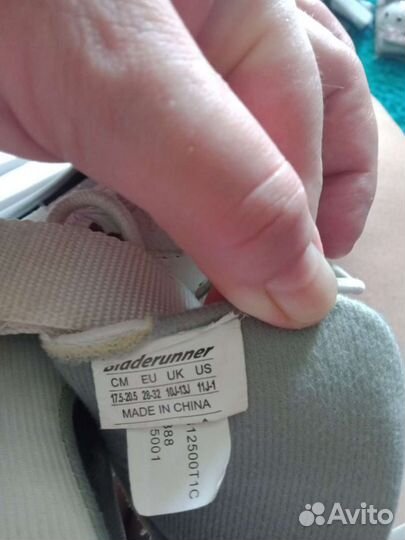 Bladerunner
CM EU UK US
17.5-20.5 28-32 10J-13J 11J-1
MADE IN CHINA
12500T1C
888
5001
Avito